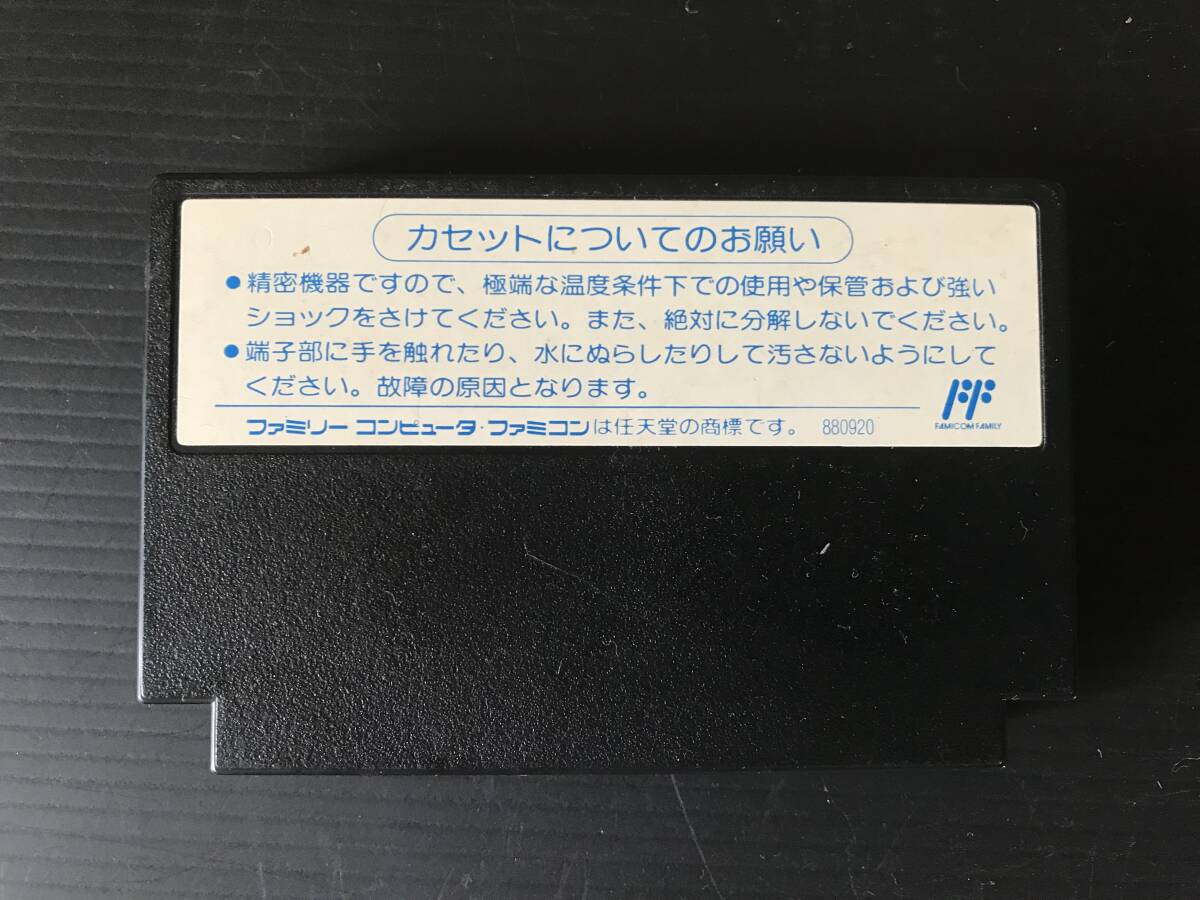 カセットについてのお願い
●精密機器ですので、極端な温度条件下での使用や保管および強い
ショックをさけてください。また、絶対に分解しないでください。
●端子部に手を触れたり、水にぬらしたりして汚さないようにして
ください。故障の原因となります。
FF
FAMICOM FAMILY
ファミリー コンピュータ・ファミコンは任天堂の商標です。 880920